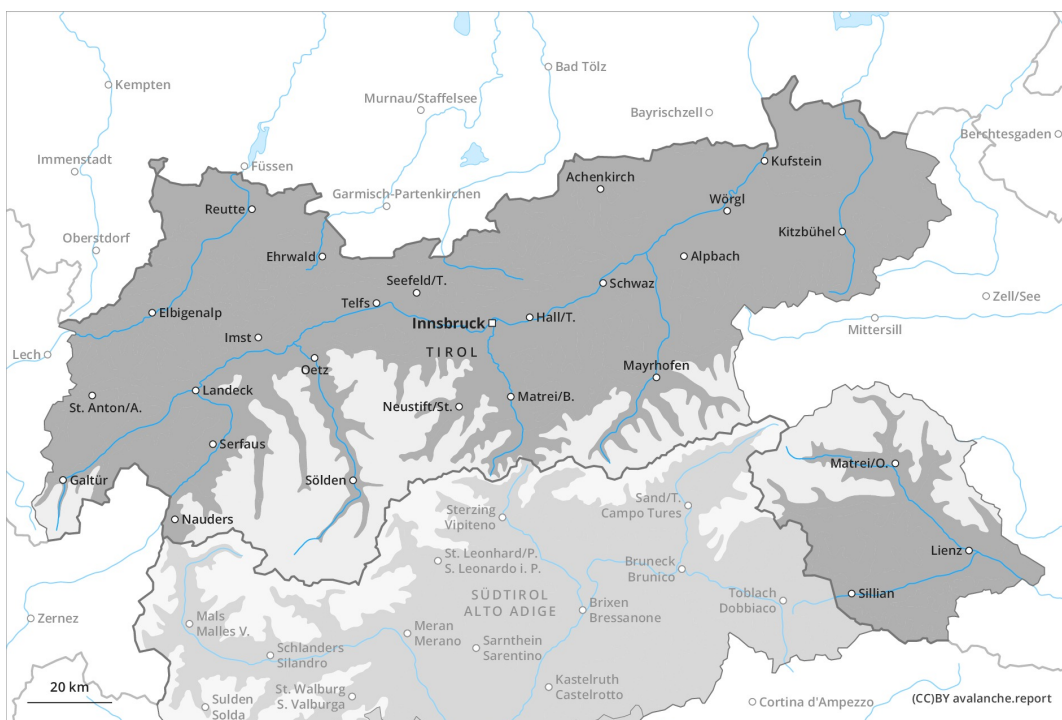 Kempten
Bad Tölz
Murnau/Staffelsee
Bayrischzell
Berchtesgaden
Immenstadt
Füssen
Kufstein
Achenkirch
Garmisch-Partenkirchen
Reutte
Wörgl
Oberstdorf
Kitzbühel
Ehrwald
Alpbach
Seefeld/T.
Schwaz
Zell/See
Telfs
Elbigenalp
Hall/T.
Innsbruck
Mittersill
Imst
Lech
TIROL
Oetz
Mayrhofen
Landeck
St. Anton/A.
Neustift/St.
Matrei/B.
Serfaus
Matrei/O.
Galtür
Sölden
Sand/T.
Campo Tures
Nauders
Sterzing
Vipiteno
Lienz
St. Leonhard/P.
S. Leonardo i. P.
Bruneck
Brunico
SÜDTIROL
ALTO ADIGE
Toblach
Dobbiaco
Sillian
Brixen
Bressanone
Zernez
Mals
Malles V.
Meran
Merano
Sarnthein
Sarentino
Schlanders
Silandro
Kastelruth
Castelrotto
20 km
St. Walburg
S. Valburga
Sulden
Solda
Cortina d'Ampezzo
(CC)BY avalanche.report